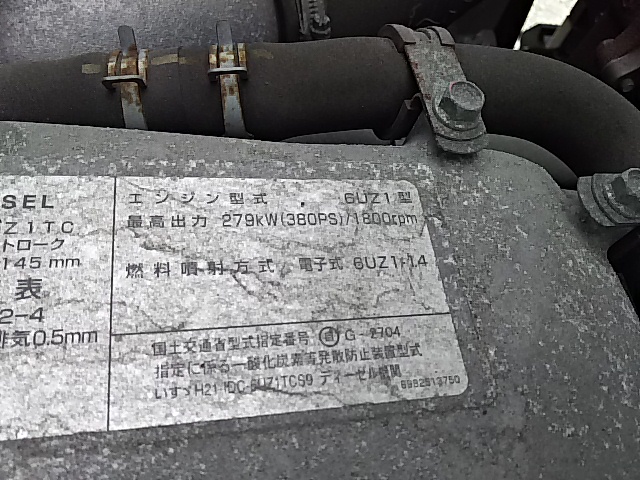 SEL
Z1TC
トローク
145 mm
表
2-4
排気0.5mm
エンジン型式 6UZ1型
最高出力 279kW(380PS)/1800rpm
燃料噴射方式 電子式 6UZ1-14
国土交通省型式指定番号 G-2704
指定に係る一酸化炭素等発散防止装置型式
いすゞH21 IDC-6UZ1TCS9 ディーゼル機関
8982813750